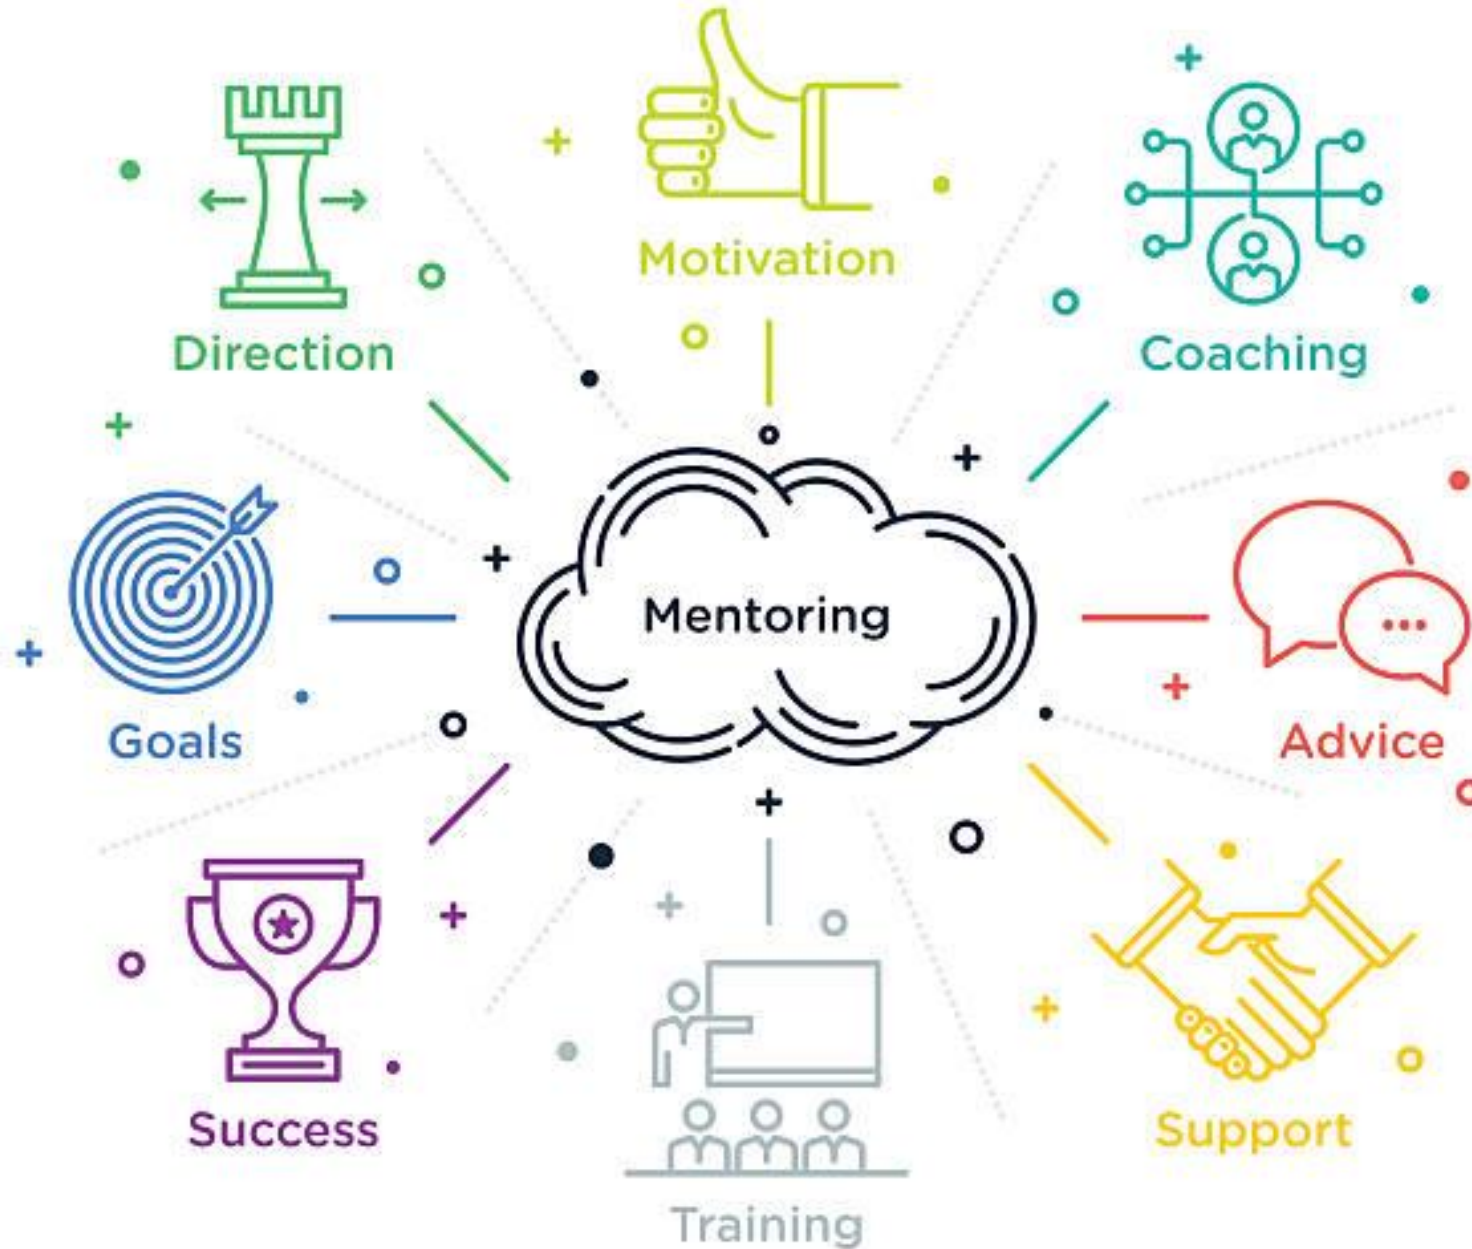 Motivation
Direction
Coaching
Mentoring
Goals
Advice
Success
Support
Training